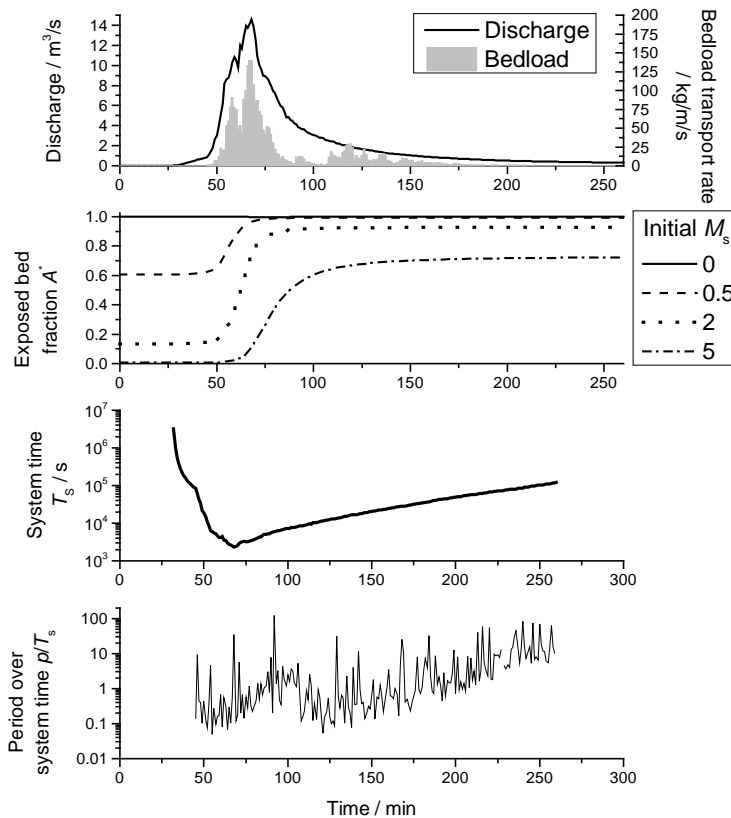 Discharge / m³/s
14
12
10
8
6
4
2
0
0 50 100 150 200 250
Discharge
Bedload
200
175
150
125
100
75
50
25
0
Bedload transport rate
/ kg/m/s
Exposed bed
fraction A*
1.0
0.8
0.6
0.4
0.2
0.0
0 50 100 150 200 250
Initial Ms
0
0.5
2
5
System time
Ts / s
10⁷
10⁶
10⁵
10⁴
10³
0 50 100 150 200 250 300
Period over
system time p/Ts
100
10
1
0.1
0.01
0 50 100 150 200 250 300
Time / min